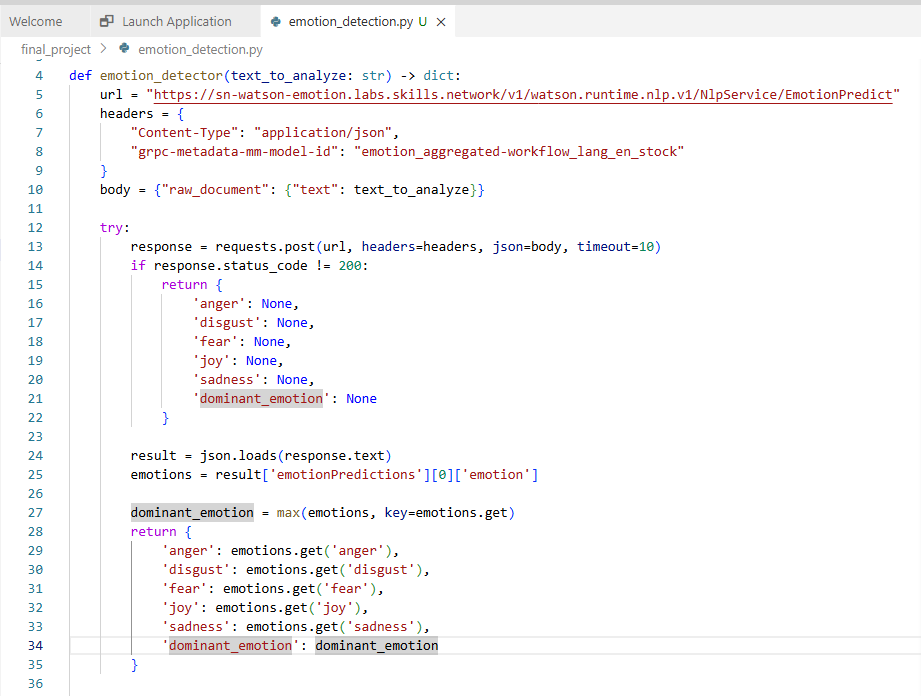 Welcome
Launch Application
emotion_detection.py U
final_project > emotion_detection.py
4 def emotion_detector(text_to_analyze: str) -> dict:
5 url = "https://sn-watson-emotion.labs.skills.network/v1/watson.runtime.nlp.v1/NlpService/EmotionPredict"
6 headers = {
7 "Content-Type": "application/json",
8 "grpc-metadata-mm-model-id": "emotion_aggregated-workflow_lang_en_stock"
9 }
10 body = {"raw_document": {"text": text_to_analyze}}
11
12 try:
13 response = requests.post(url, headers=headers, json=body, timeout=10)
14 if response.status_code != 200:
15 return {
16 'anger': None,
17 'disgust': None,
18 'fear': None,
19 'joy': None,
20 'sadness': None,
21 'dominant_emotion': None
22 }
23
24 result = json.loads(response.text)
25 emotions = result['emotionPredictions'][0]['emotion']
26
27 dominant_emotion = max(emotions, key=emotions.get)
28 return {
29 'anger': emotions.get('anger'),
30 'disgust': emotions.get('disgust'),
31 'fear': emotions.get('fear'),
32 'joy': emotions.get('joy'),
33 'sadness': emotions.get('sadness'),
34 'dominant_emotion': dominant_emotion
35 }
36